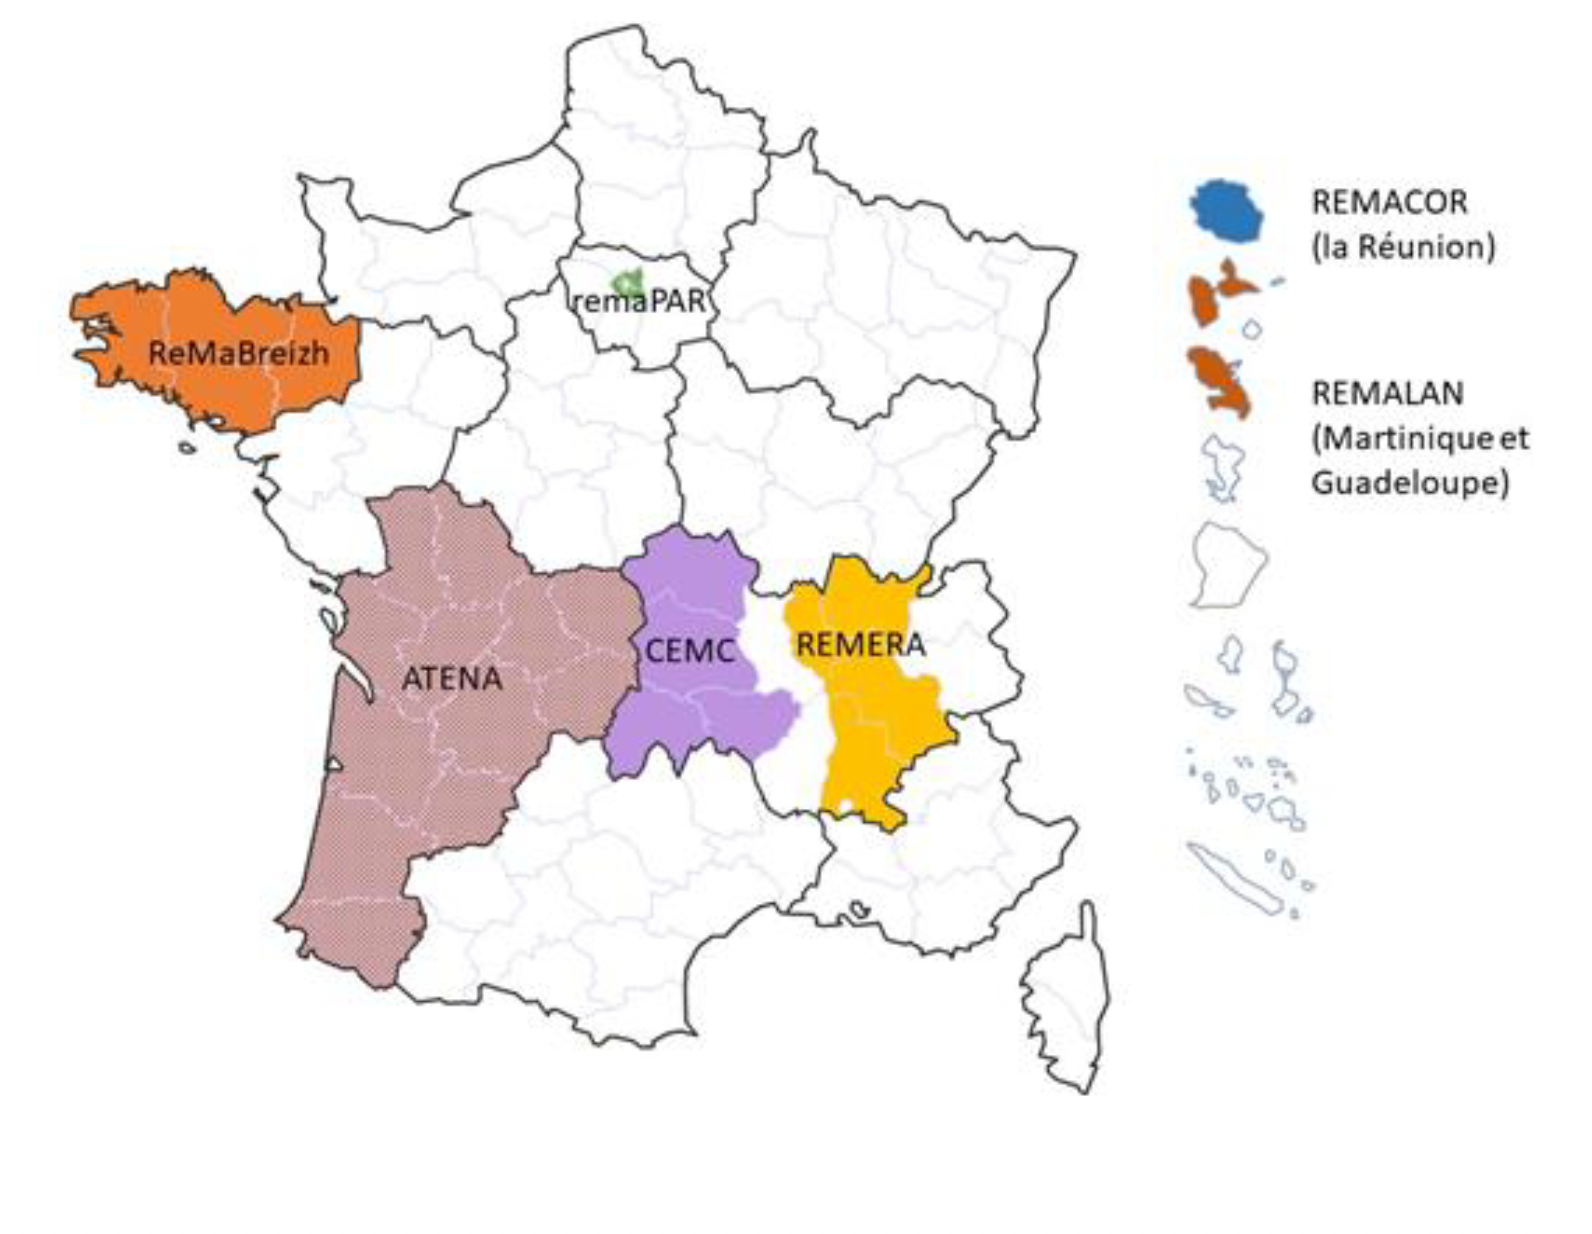 REMACOR
(la Réunion)
remaPAR
ReMaBreizh
REMALAN
(Martinique et
Guadeloupe)
CEMC
REMERA
ATENA